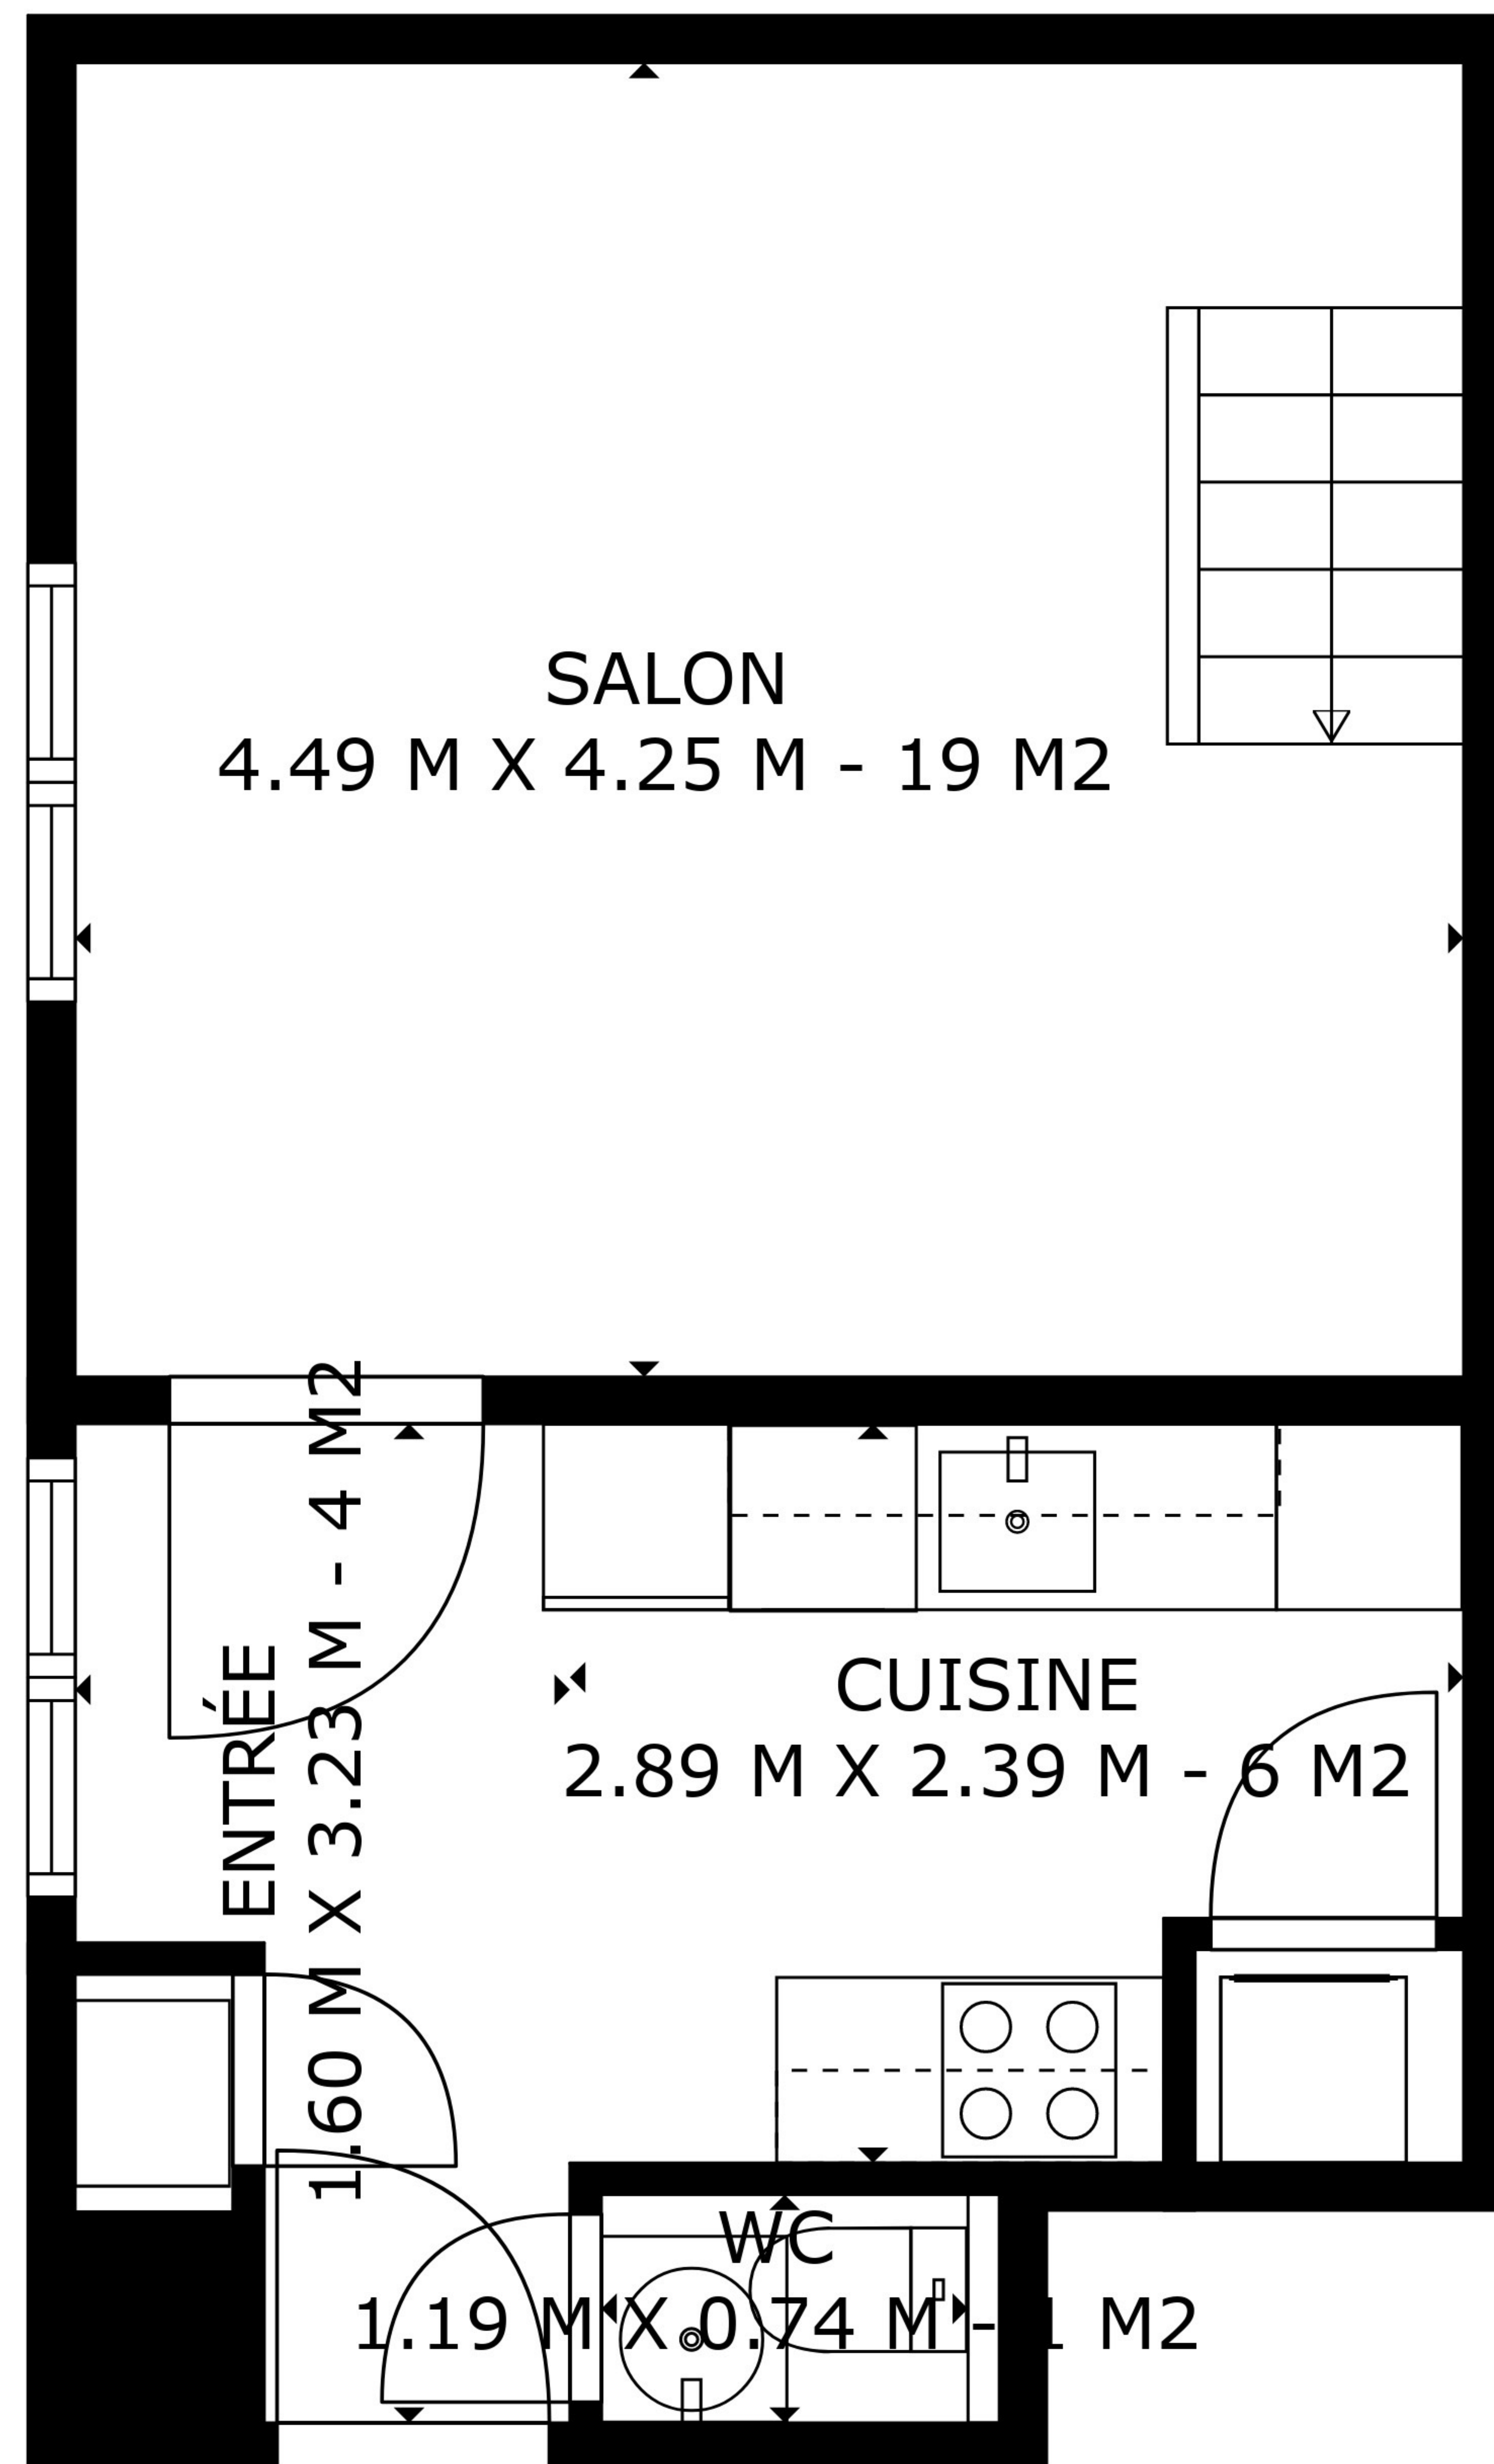 SALON
4.49 M X 4.25 M - 19 M2
ENTRÉE
1.60 M X 3.23 M - 4 M2
CUISINE
2.89 M X 2.39 M - 6 M2
WC
1.19 M X 0.74 M - 1 M2